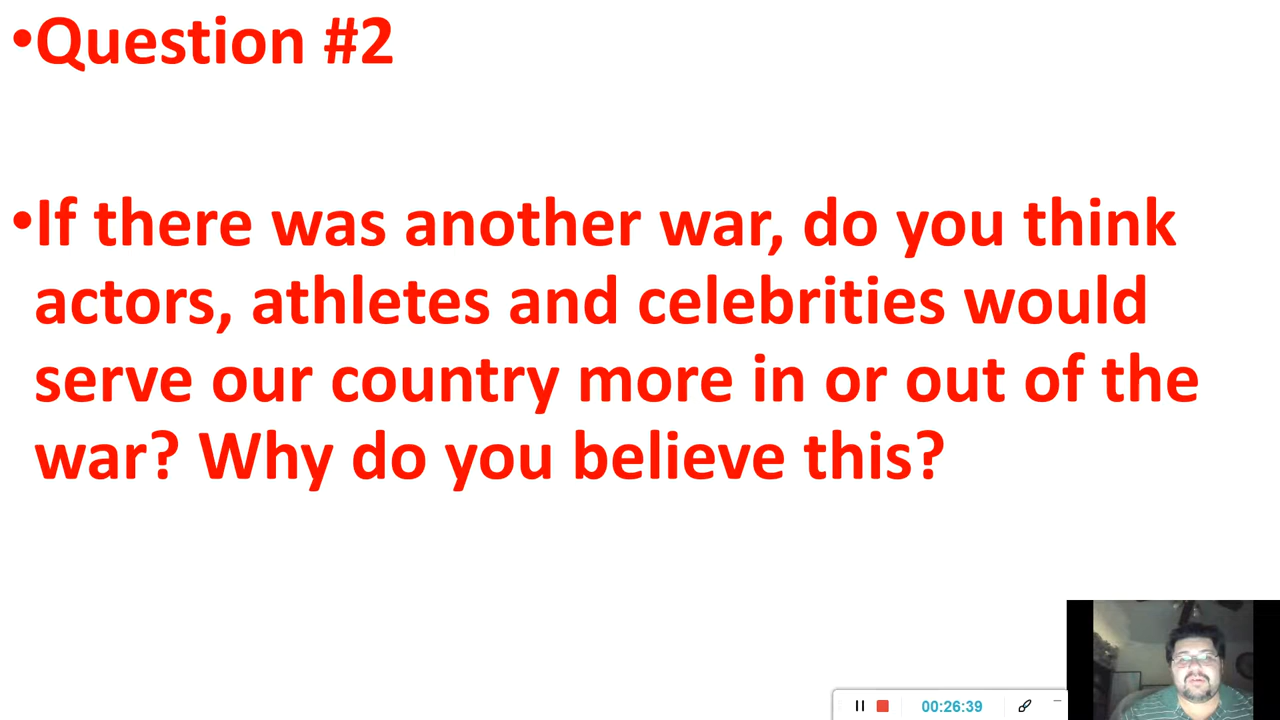 •Question #2
•If there was another war, do you think
actors, athletes and celebrities would
serve our country more in or out of the
war? Why do you believe this?
00:26:39